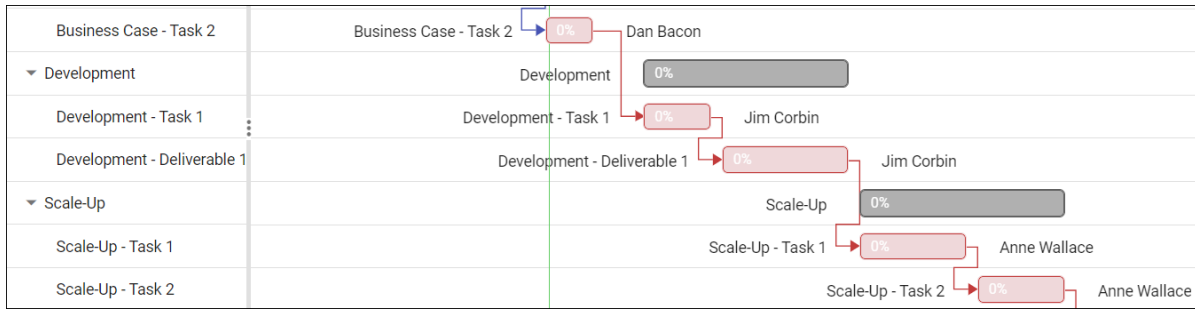 Business Case - Task 2 Business Case - Task 2 0% Dan Bacon
Development Development 0%
Development - Task 1 Development - Task 1 0% Jim Corbin
Development - Deliverable 1 Development - Deliverable 1 0% Jim Corbin
Scale-Up Scale-Up 0%
Scale-Up - Task 1 Scale-Up - Task 1 0% Anne Wallace
Scale-Up - Task 2 Scale-Up - Task 2 0% Anne Wallace